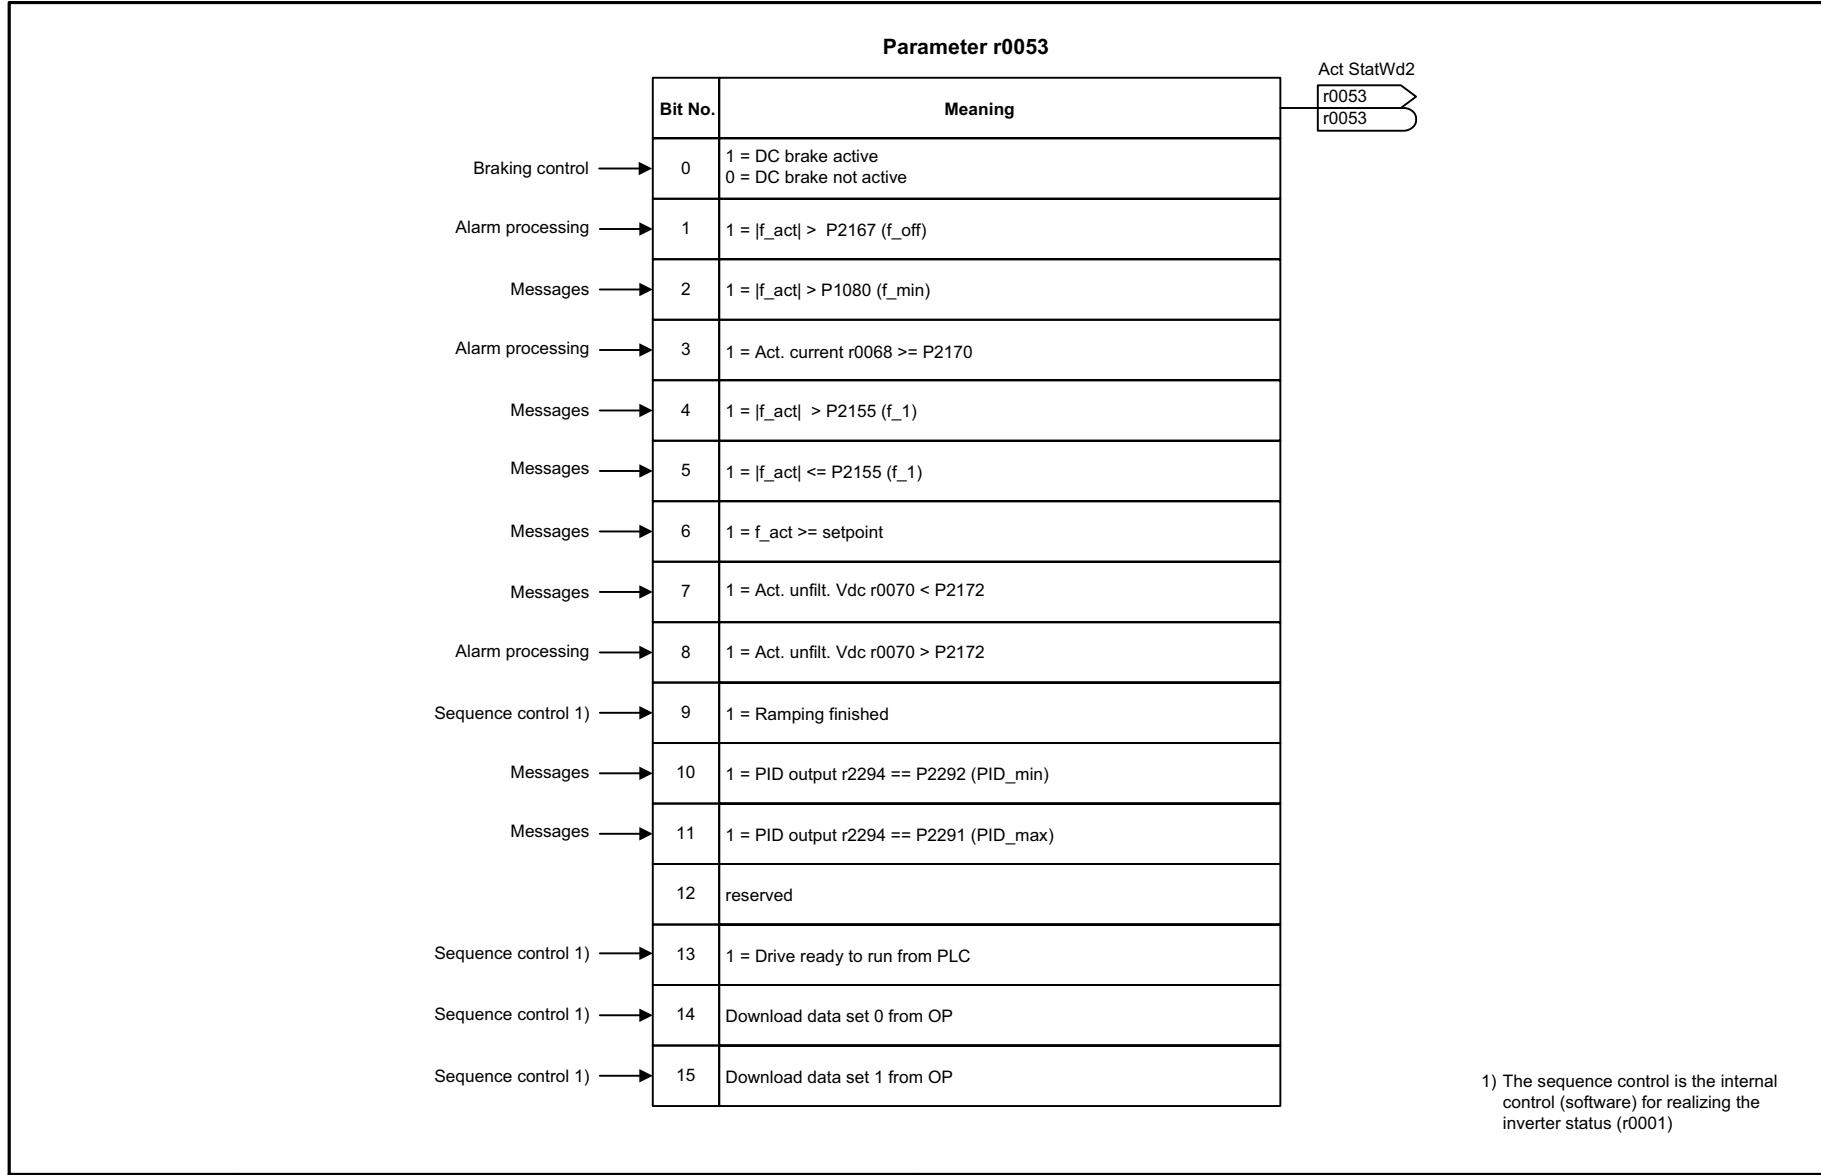 Parameter r0053
Act StatWd2
Bit No.
Meaning
r0053
r0053
Braking control
0
1 = DC brake active
0 = DC brake not active
Alarm processing
1
1 = |f_act| >  P2167 (f_off)
Messages
2
1 = |f_act| > P1080 (f_min)
Alarm processing
3
1 = Act. current r0068 >= P2170
Messages
4
1 = |f_act|  > P2155 (f_1)
Messages
5
1 = |f_act| <= P2155 (f_1)
Messages
6
1 = f_act >= setpoint
Messages
7
1 = Act. unfilt. Vdc r0070 < P2172
Alarm processing
8
1 = Act. unfilt. Vdc r0070 > P2172
Sequence control 1)
9
1 = Ramping finished
Messages
10
1 = PID output r2294 == P2292 (PID_min)
Messages
11
1 = PID output r2294 == P2291 (PID_max)
12
reserved
Sequence control 1)
13
1 = Drive ready to run from PLC
Sequence control 1)
14
Download data set 0 from OP
Sequence control 1)
15
Download data set 1 from OP
1) The sequence control is the internal
control (software) for realizing the
inverter status (r0001)